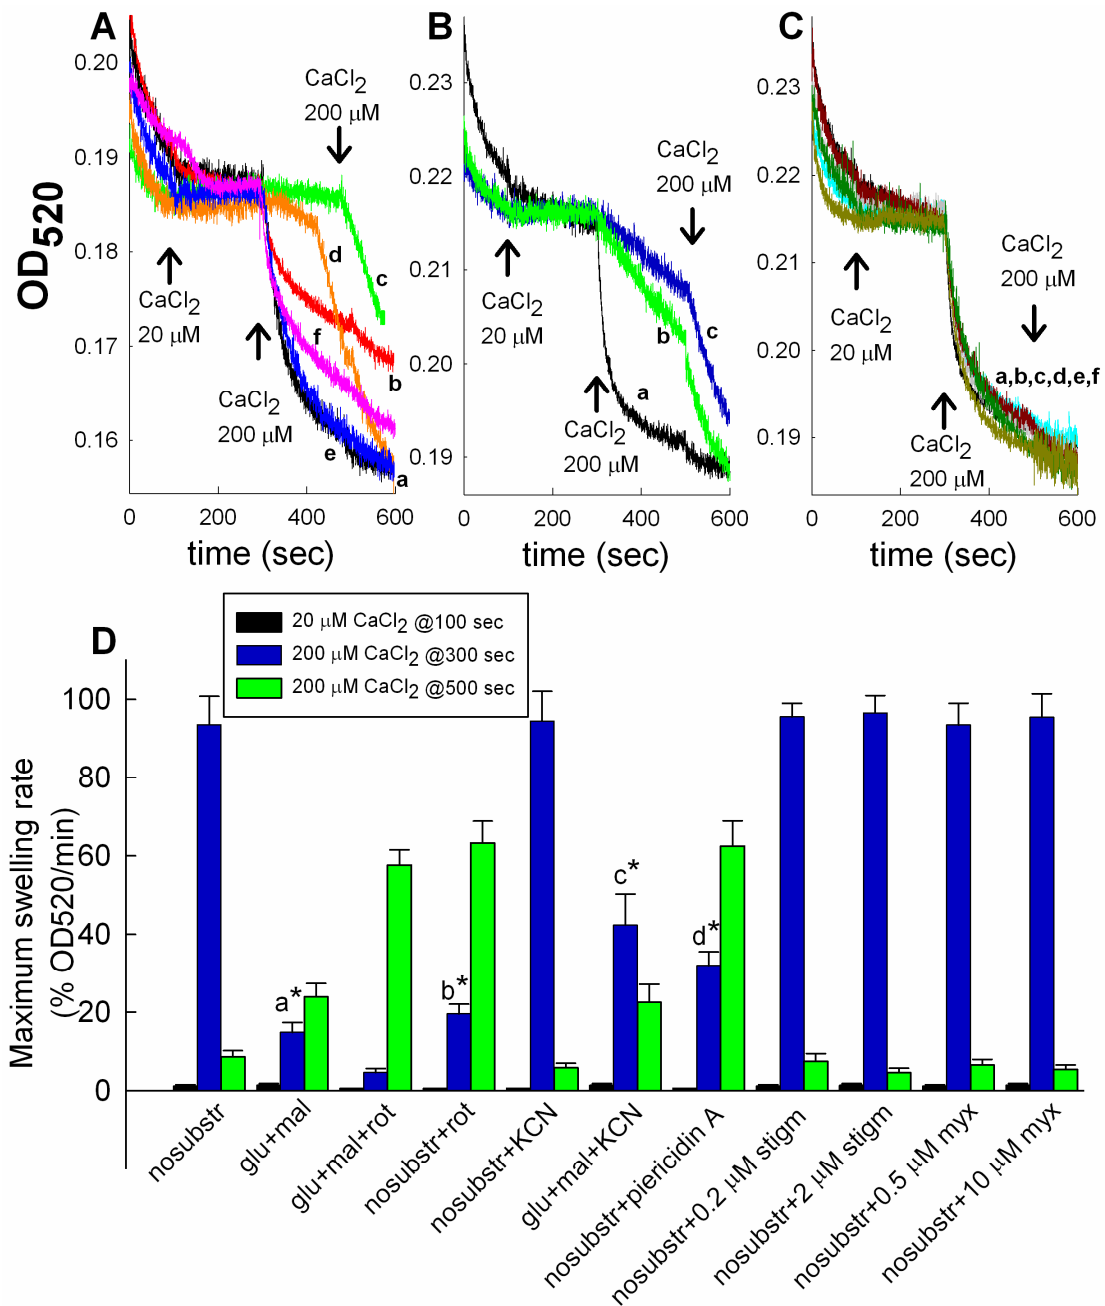 A
0.20
0.19
0.18
0.17
0.16
OD520
CaCl2
200 µM
CaCl2
20 µM
CaCl2
200 µM
d
c
f
b
e
a
0
200
400
600
time (sec)
B
0.23
0.22
0.21
0.20
0.19
CaCl2
200 µM
CaCl2
20 µM
CaCl2
200 µM
b
c
a
0
200
400
600
time (sec)
C
0.23
0.22
0.21
0.20
0.19
CaCl2
200 µM
CaCl2
20 µM
a,b,c,d,e,f
CaCl2
200 µM
0
200
400
600
time (sec)
D
20 µM CaCl2 @100 sec
200 µM CaCl2 @300 sec
200 µM CaCl2 @500 sec
Maximum swelling rate
(% OD520/min)
100
80
60
40
20
0
a*
b*
c*
d*
nosubstr
glu+mal
glu+mal+rot
nosubstr+rot
nosubstr+KCN
glu+mal+KCN
nosubstr+piericidin A
nosubstr+0.2 µM stigm
nosubstr+2 µM stigm
nosubstr+0.5 µM myx
nosubstr+10 µM myx